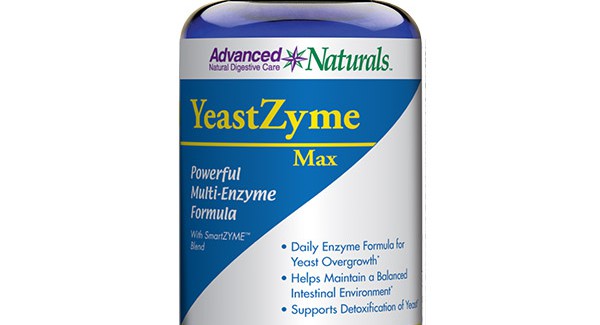 Advanced Naturals™
Natural Digestive Care
YeastZyme
Max
Powerful
Multi-Enzyme
Formula
With SmartZYME™
Blend
• Daily Enzyme Formula for
Yeast Overgrowth*
• Helps Maintain a Balanced
Intestinal Environment*
• Supports Detoxification of Yeast*